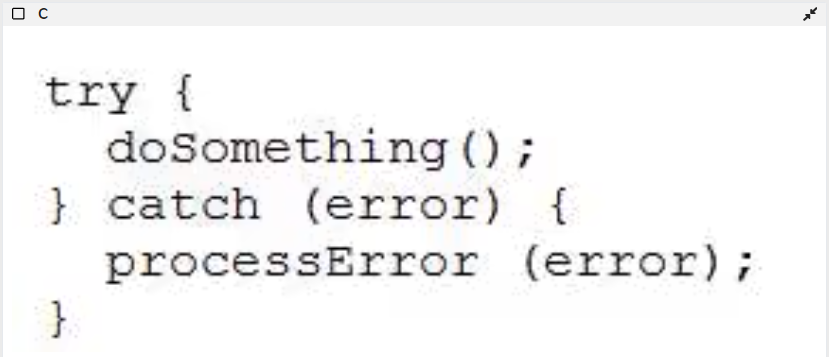 C
try {
  doSomething();
} catch (error) {
  processError (error);
}